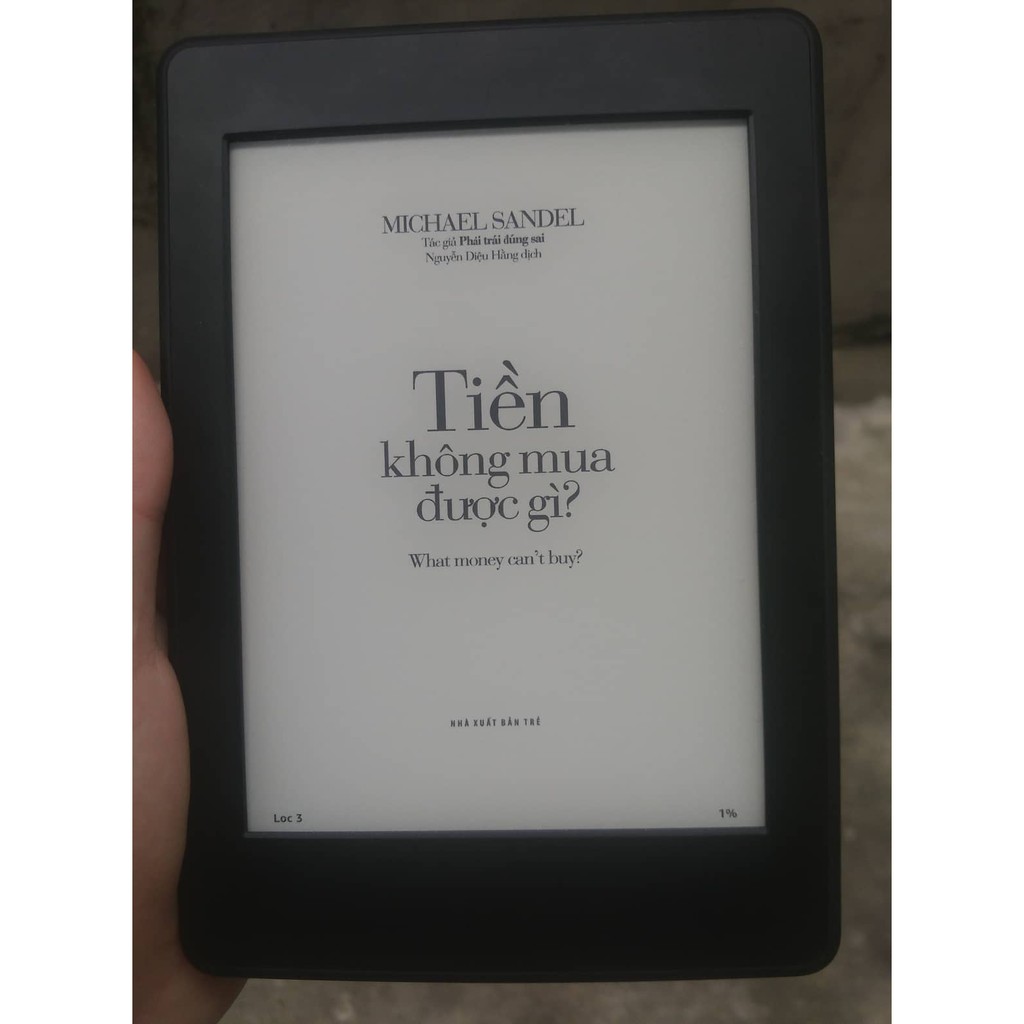 MICHAEL SANDEL
Tác giả Phải trái đúng sai
Nguyễn Diệu Hằng dịch
Tiền
không mua
được gì?
What money can't buy?
NHÀ XUẤT BẢN TRẺ
Loc 3
1%